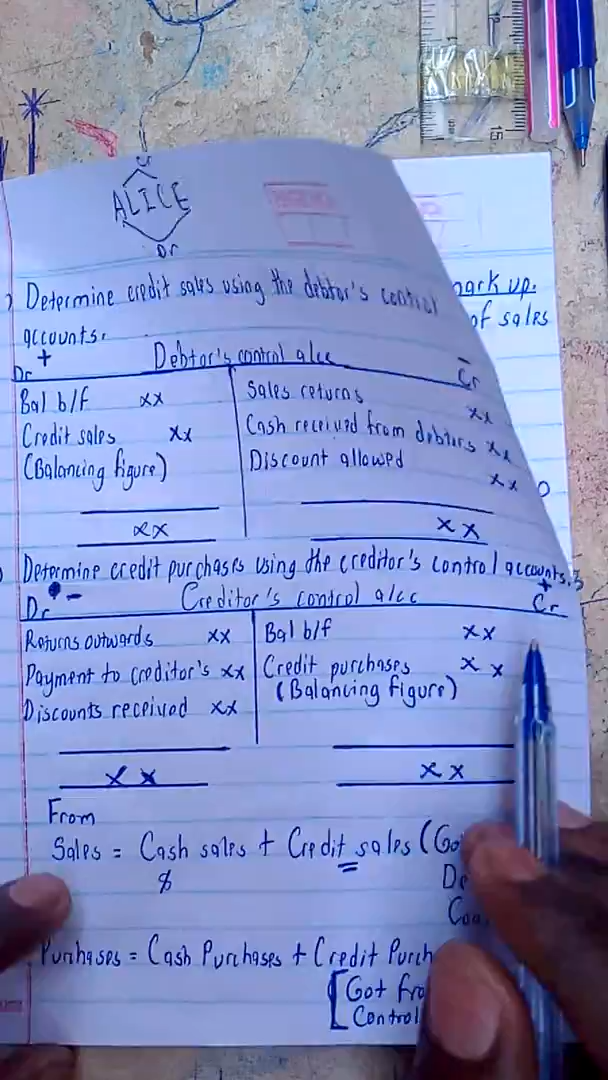 Cr
ALICE
Dr
Determine credit sales using the debtor's control
accounts.
mark up.
of sales
Dr + Debtor's control a/cc - Cr
Bal b/f xx
Credit sales xx
(Balancing figure)
xx
Sales returns xx
Cash received from debtors xx
Discount allowed xx
xx
Determine credit purchases using the creditor's control accounts.
Dr - Creditor's control a/cc + Cr
Returns outwards xx
Payment to creditor's xx
Discounts received xx
xx
Bal b/f xx
Credit purchases xx
(Balancing figure)
xx
From
Sales = Cash sales + Credit sales
&
Purchases = Cash Purchases + Credit
[Got
Control